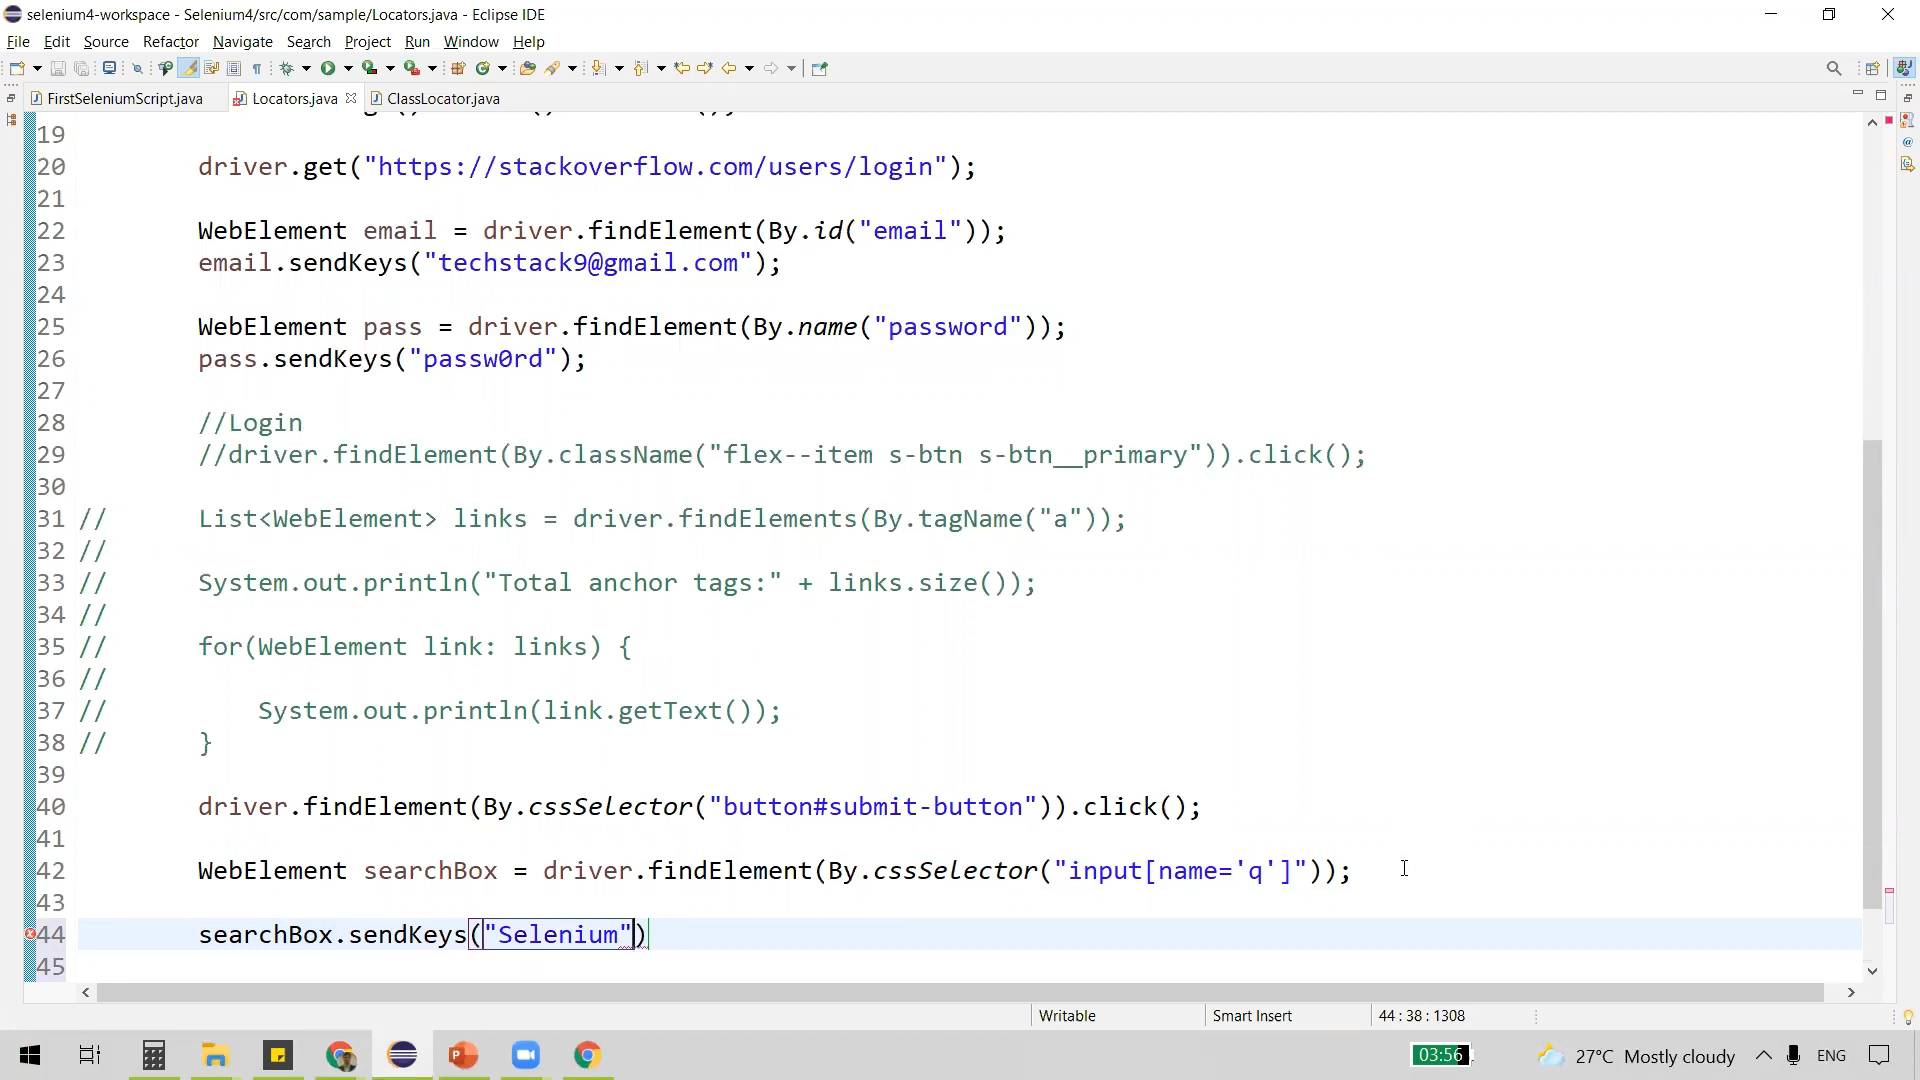 selenium4-workspace - Selenium4/src/com/sample/Locators.java - Eclipse IDE
File Edit Source Refactor Navigate Search Project Run Window Help
FirstSeleniumScript.java Locators.java ClassLocator.java
19
20 driver.get("https://stackoverflow.com/users/login");
21
22 WebElement email = driver.findElement(By.id("email"));
23 email.sendKeys("techstack9@gmail.com");
24
25 WebElement pass = driver.findElement(By.name("password"));
26 pass.sendKeys("passw0rd");
27
28 //Login
29 //driver.findElement(By.className("flex--item s-btn s-btn__primary")).click();
30
31 // List<WebElement> links = driver.findElements(By.tagName("a"));
32 //
33 // System.out.println("Total anchor tags:" + links.size());
34 //
35 // for(WebElement link: links) {
36 //
37 // System.out.println(link.getText());
38 // }
39
40 driver.findElement(By.cssSelector("button#submit-button")).click();
41
42 WebElement searchBox = driver.findElement(By.cssSelector("input[name='q']"));
43
44 searchBox.sendKeys("Selenium")
45
Writable Smart Insert 44 : 38 : 1308
03:56 27°C Mostly cloudy ENG